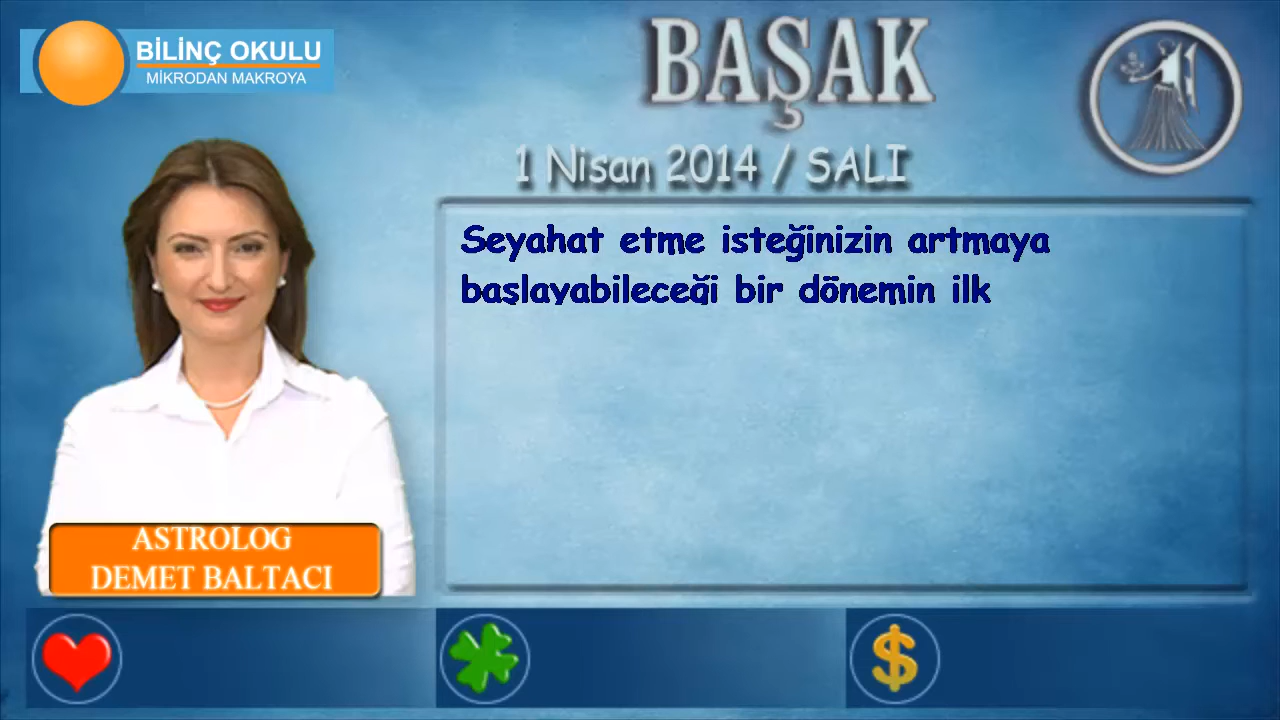 BİLİNÇ OKULU
MİKRODAN MAKROYA
BAŞAK
1 Nisan 2014 / SALI
Seyahat etme isteğinizin artmaya
başlayabileceği bir dönemin ilk
ASTROLOG
DEMET BALTACI
$